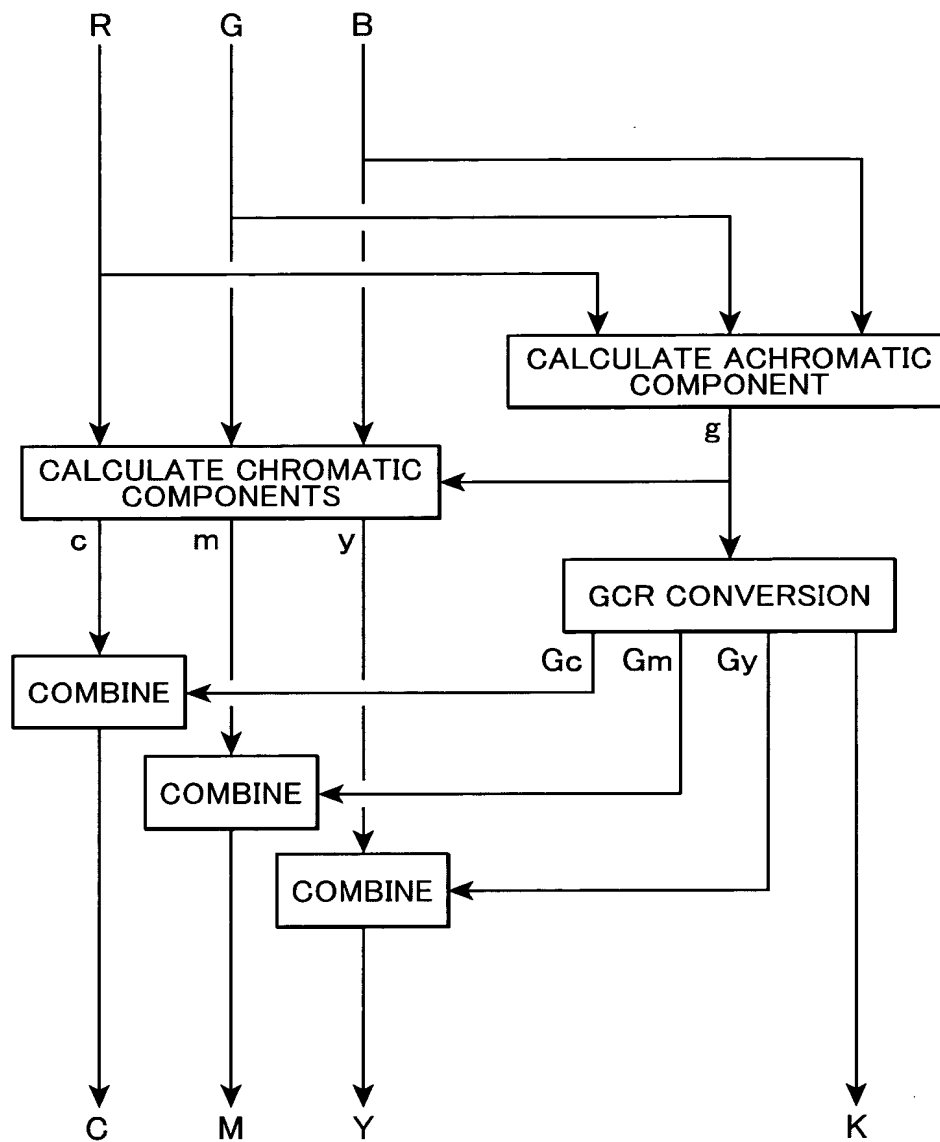 R G B
CALCULATE ACHROMATIC
COMPONENT
g
CALCULATE CHROMATIC
COMPONENTS
c m y
GCR CONVERSION
Gc Gm Gy
COMBINE
COMBINE
COMBINE
C M Y K